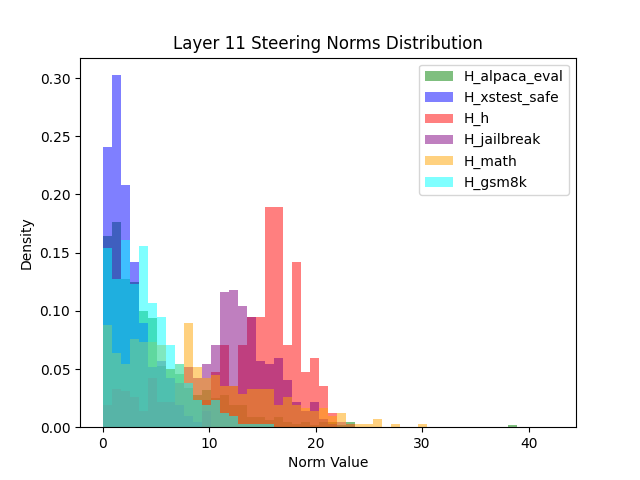 Layer 11 Steering Norms Distribution
H_alpaca_eval
H_xstest_safe
H_h
H_jailbreak
H_math
H_gsm8k
0.30
0.25
0.20
0.15
0.10
0.05
0.00
Density
0 10 20 30 40
Norm Value